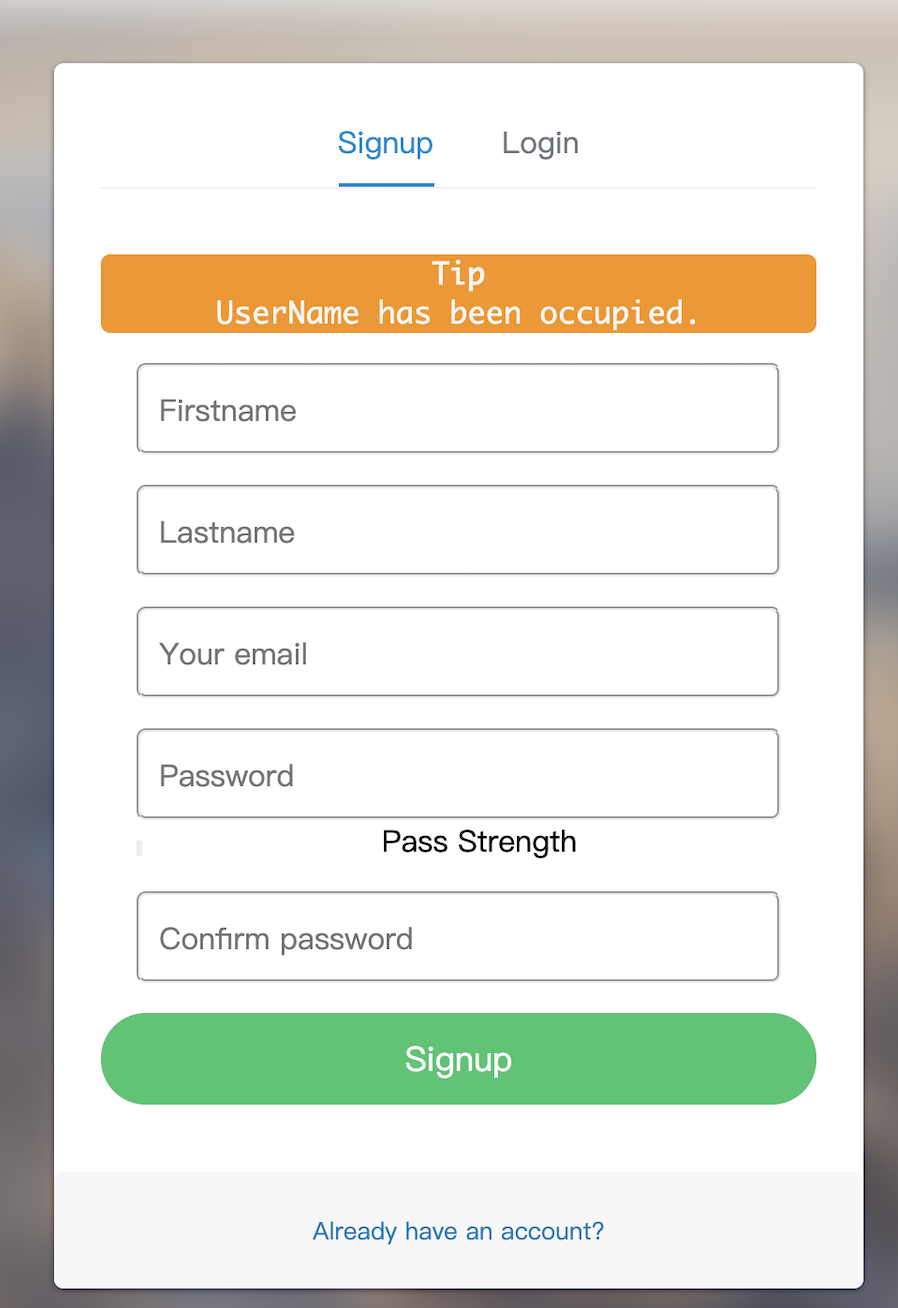 Signup Login
Tip
UserName has been occupied.
Firstname
Lastname
Your email
Password
Pass Strength
Confirm password
Signup
Already have an account?